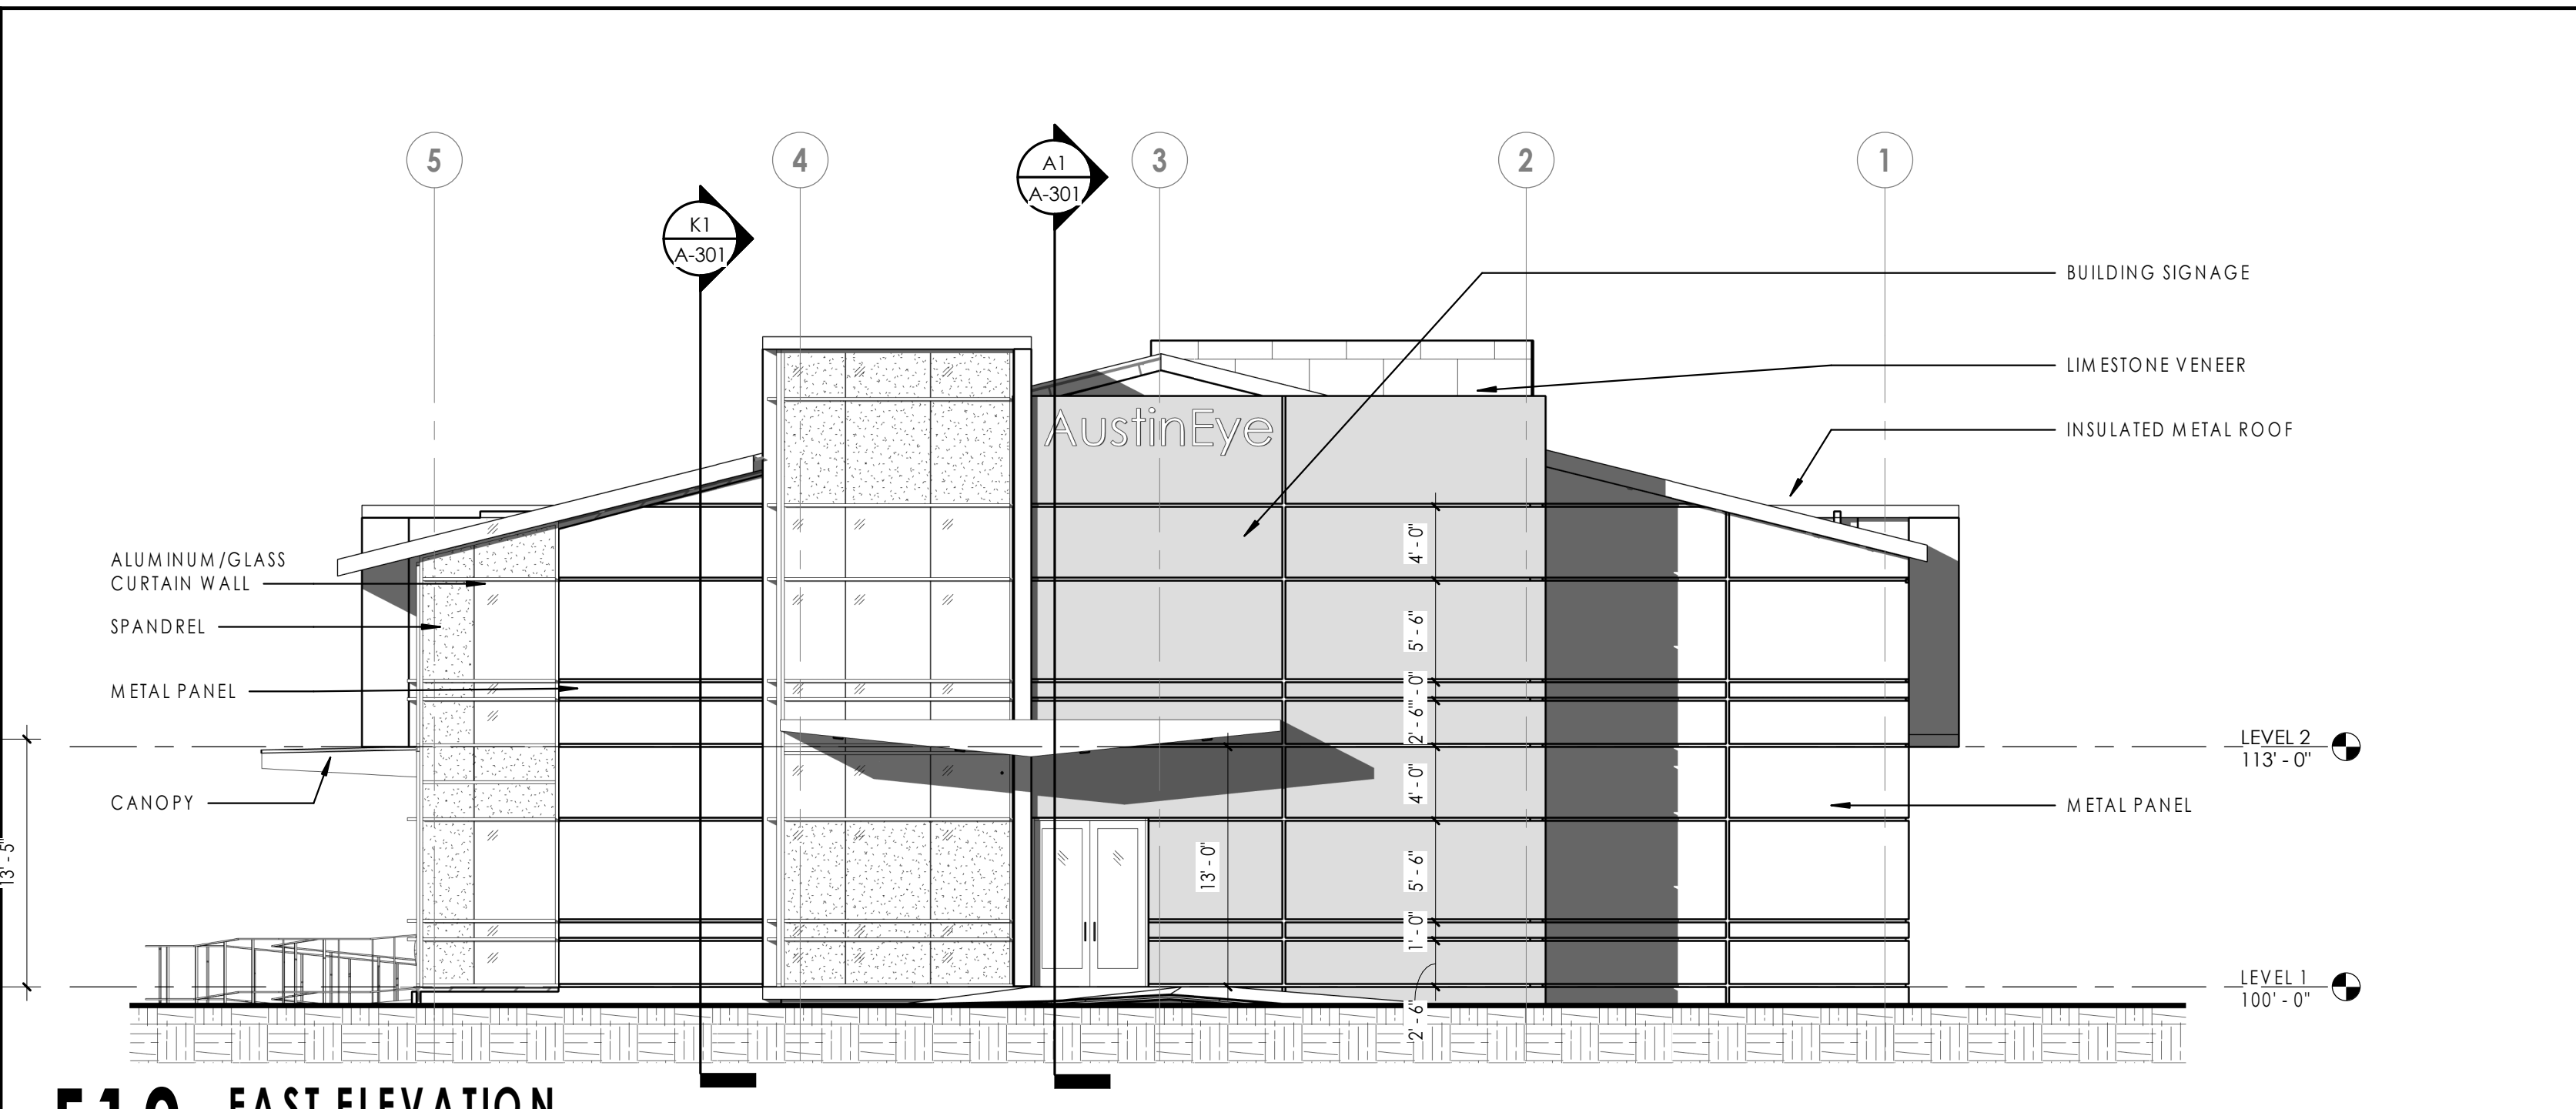 5
4
3
2
1
A1
A-301
K1
A-301
BUILDING SIGNAGE
LIMESTONE VENEER
INSULATED METAL ROOF
AustinEye
ALUMINUM/GLASS
CURTAIN WALL
SPANDREL
METAL PANEL
CANOPY
4' - 0"
5' - 6"
2' - 6"
4' - 0"
5' - 6"
1' - 0"
2' - 6"
13' - 0"
13' - 5"
LEVEL 2
113' - 0"
METAL PANEL
LEVEL 1
100' - 0"
EAST ELEVATION